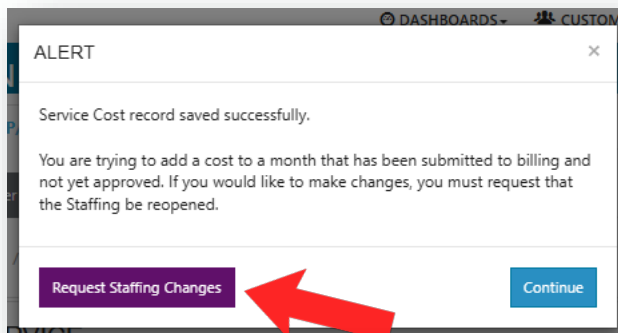 DASHBOARDS CUSTOM
ALERT ×
Service Cost record saved successfully.
You are trying to add a cost to a month that has been submitted to billing and
not yet approved. If you would like to make changes, you must request that
the Staffing be reopened.
Request Staffing Changes Continue